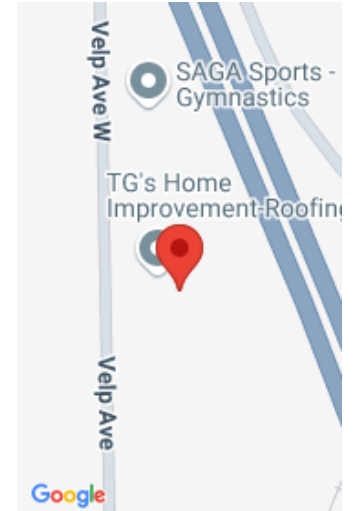 Velp Ave W
SAGA Sports -
Gymnastics
TG's Home
Improvement-Roofing
Velp Ave
Google